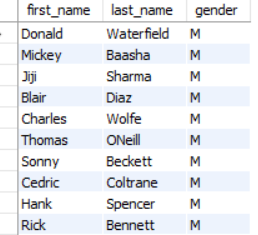 first_name last_name gender
Donald Waterfield M
Mickey Baasha M
Jiji Sharma M
Blair Diaz M
Charles Wolfe M
Thomas ONeill M
Sonny Beckett M
Cedric Coltrane M
Hank Spencer M
Rick Bennett M